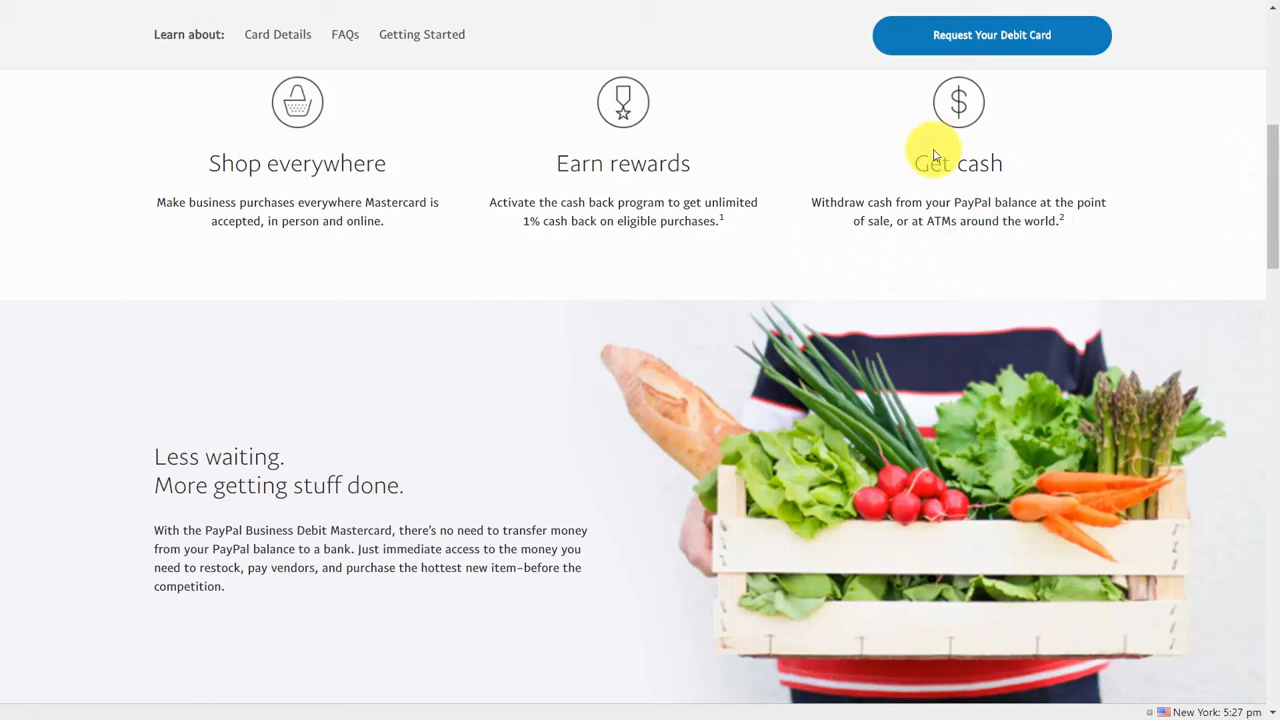 Learn about: Card Details FAQs Getting Started Request Your Debit Card
$
Shop everywhere
Make business purchases everywhere Mastercard is
accepted, in person and online.
Earn rewards
Activate the cash back program to get unlimited
1% cash back on eligible purchases.1
Get cash
Withdraw cash from your PayPal balance at the point
of sale, or at ATMs around the world.2
Less waiting.
More getting stuff done.
With the PayPal Business Debit Mastercard, there's no need to transfer money
from your PayPal balance to a bank. Just immediate access to the money you
need to restock, pay vendors, and purchase the hottest new item–before the
competition.
New York: 5:27 pm